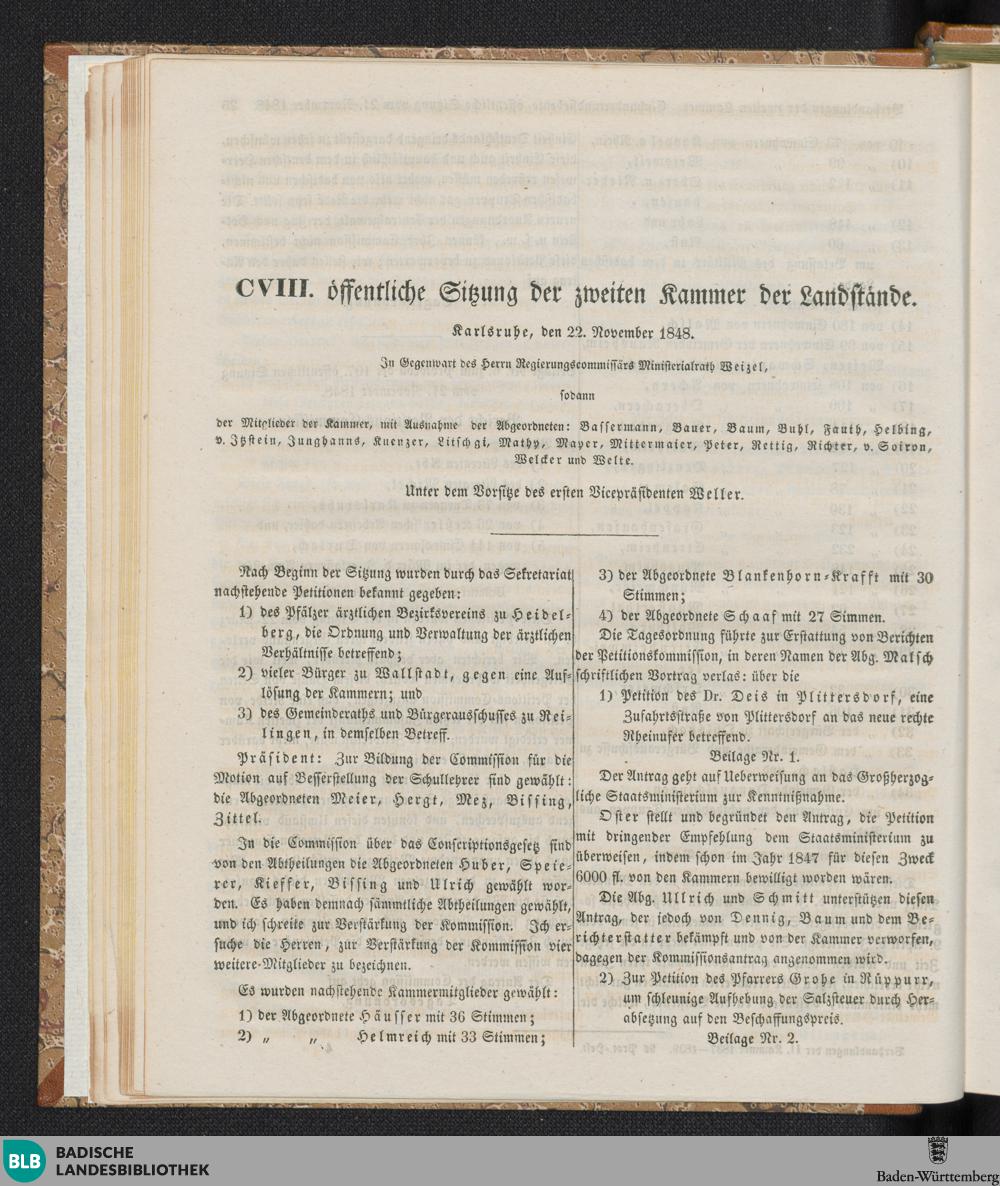 CVIII. öffentliche Sitzung der zweiten Kammer der Landstände.
Karlsruhe, den 22. November 1848.
In Gegenwart des Herrn Regierungscommissärs Ministerialrath Weizel,
sodann
der Mitglieder der Kammer, mit Ausnahme der Abgeordneten: Bassermann, Bauer, Baum, Buhl, Fauth, Helbing,
v. Itzstein, Junghanns, Kuenzer, Litschgi, Mathy, Mayer, Mittermaier, Peter, Rettig, Richter, v. Soiron,
Welcker und Welte.
Unter dem Vorsitze des ersten Vicepräsidenten Weller.
Nach Beginn der Sitzung wurden durch das Sekretariat
nachstehende Petitionen bekannt gegeben:
1) des Pfälzer ärztlichen Bezirksvereins zu Heidel-
berg, die Ordnung und Verwaltung der ärztlichen
Verhältnisse betreffend;
2) vieler Bürger zu Wallstadt, gegen eine Auf-
lösung der Kammern; und
3) des Gemeinderaths und Bürgerausschusses zu Rei-
lingen, in demselben Betreff.
Präsident: Zur Bildung der Commission für die
Motion auf Besserstellung der Schullehrer sind gewählt:
die Abgeordneten Meier, Hergt, Mez, Bissing,
Zittel.
In die Commission über das Conscriptionsgesetz sind
von den Abtheilungen die Abgeordneten Huber, Speie-
rer, Kieffer, Bissing und Ulrich gewählt wor-
den. Es haben demnach sämmtliche Abtheilungen gewählt,
und ich schreite zur Verstärkung der Kommission. Ich er-
suche die Herren, zur Verstärkung der Kommission vier
weitere Mitglieder zu bezeichnen.
Es wurden nachstehende Kammermitglieder gewählt:
1) der Abgeordnete Häusser mit 36 Stimmen;
2) „ „ Helmreich mit 33 Stimmen;
3) der Abgeordnete Blankenhorn-Krafft mit 30
Stimmen;
4) der Abgeordnete Schaaf mit 27 Simmen.
Die Tagesordnung führte zur Erstattung von Berichten
der Petitionskommission, in deren Namen der Abg. Malsch
schriftlichen Vortrag verlas: über die
1) Petition des Dr. Deis in Plittersdorf, eine
Zufahrtsstraße von Plittersdorf an das neue rechte
Rheinufer betreffend.
Beilage Nr. 1.
Der Antrag geht auf Ueberweisung an das Großherzog-
liche Staatsministerium zur Kenntnißnahme.
Oster stellt und begründet den Antrag, die Petition
mit dringender Empfehlung dem Staatsministerium zu
überweisen, indem schon im Jahr 1847 für diesen Zweck
6000 fl. von den Kammern bewilligt worden wären.
Die Abg. Ullrich und Schmitt unterstützen diesen
Antrag, der jedoch von Dennig, Baum und dem Be-
richterstatter bekämpft und von der Kammer verworfen,
dagegen der Kommissionsantrag angenommen wird.
2) Zur Petition des Pfarrers Grohe in Rüppurr,
um schleunige Aufhebung der Salzsteuer durch Her-
absetzung auf den Beschaffungspreis.
Beilage Nr. 2.
BLB
BADISCHE
LANDESBIBLIOTHEK
Baden-Württemberg